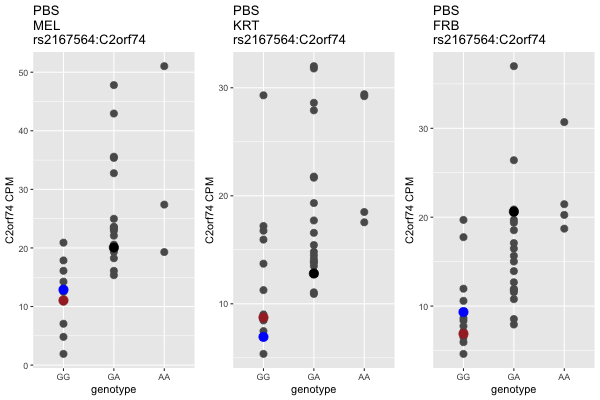 PBS
MEL
rs2167564:C2orf74
C2orf74 CPM
50
40
30
20
10
0
GG GA AA
genotype
PBS
KRT
rs2167564:C2orf74
C2orf74 CPM
30
20
10
GG GA AA
genotype
PBS
FRB
rs2167564:C2orf74
C2orf74 CPM
30
20
10
GG GA AA
genotype